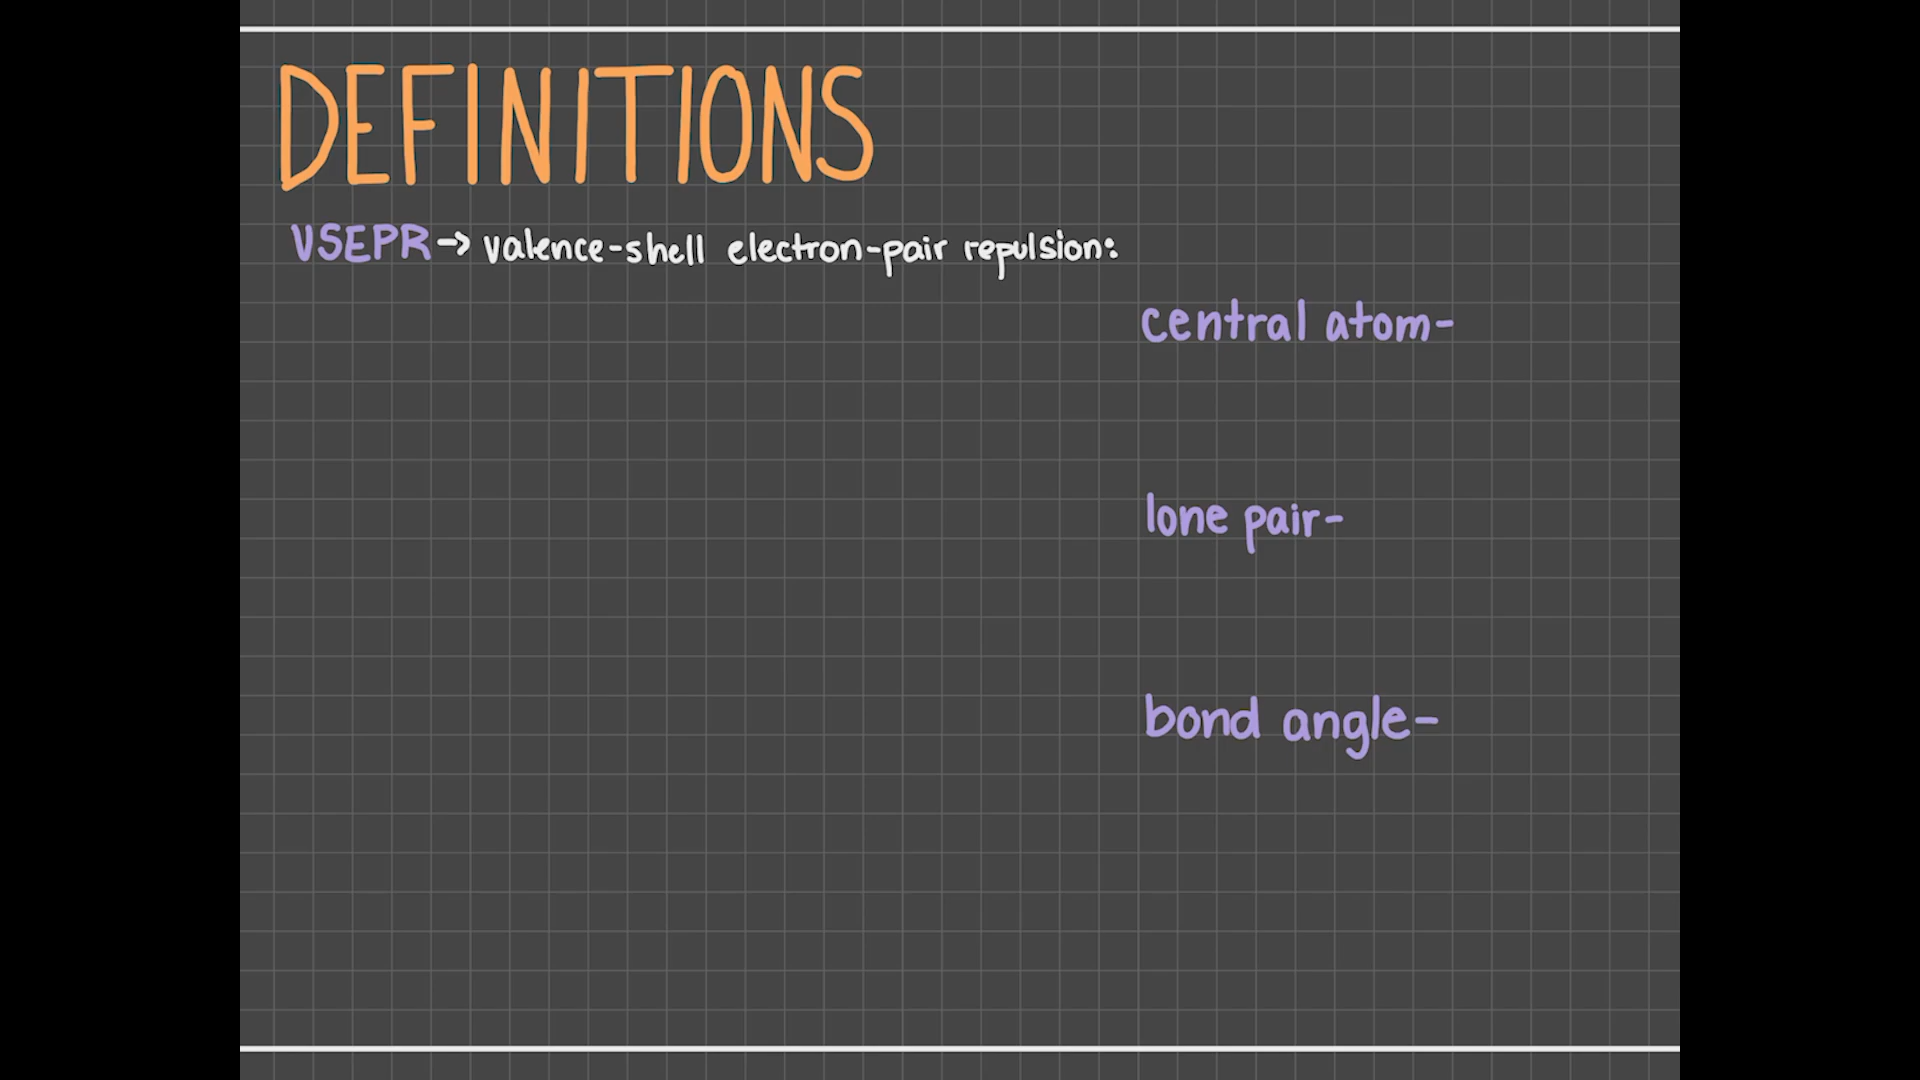 DEFINITIONS
VSEPR→ valence-shell electron-pair repulsion:
central atom-
lone pair-
bond angle-